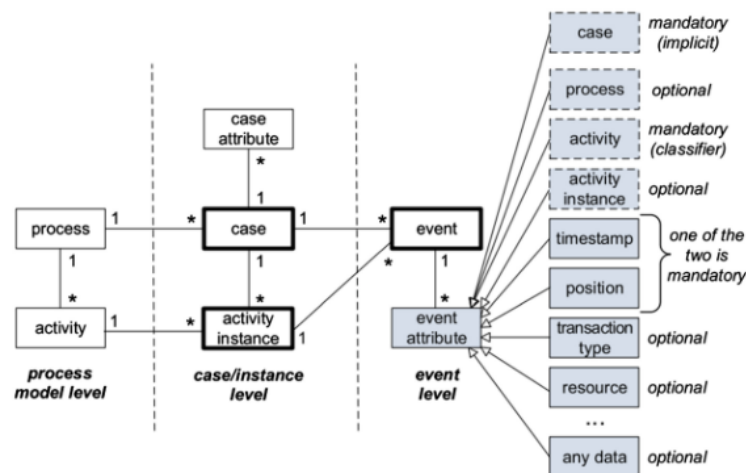 case
mandatory
(implicit)
process
optional
case
attribute
activity
mandatory
(classifier)
*
1
activity
instance
optional
process
1
*
case
1
*
event
timestamp
one of the
two is
mandatory
1
1
*
1
position
*
*
*
activity
1
*
activity
instance
1
event
attribute
transaction
type
optional
process
model level
case/instance
level
event
level
resource
optional
...
any data
optional